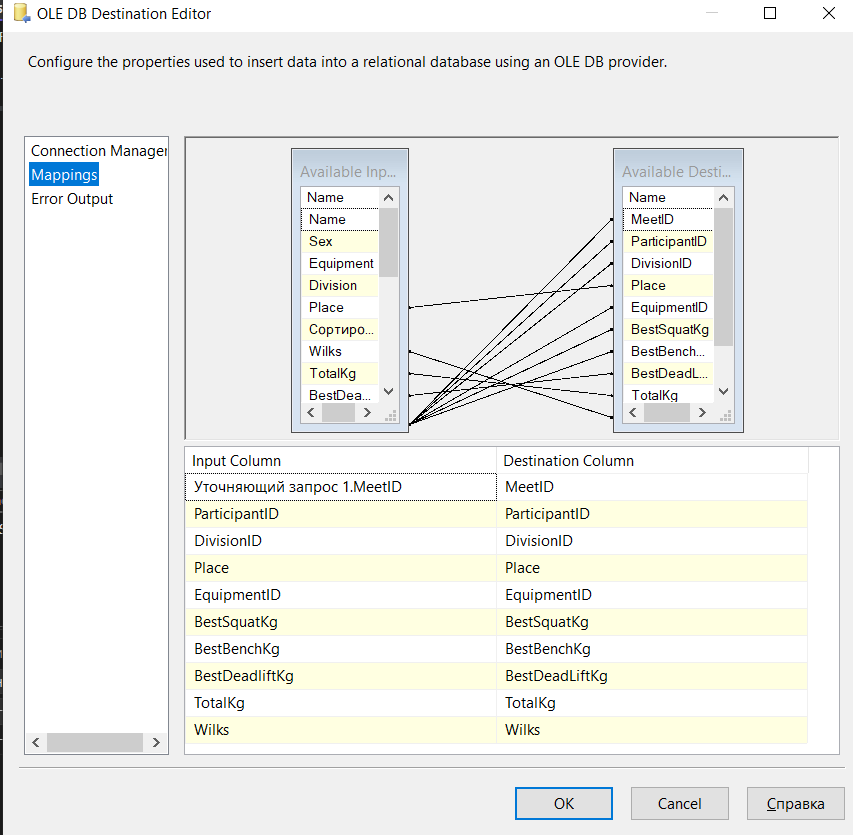 OLE DB Destination Editor
Configure the properties used to insert data into a relational database using an OLE DB provider.
Connection Manager
Mappings
Error Output
Available Inp...
Name
Name
Sex
Equipment
Division
Place
Сортиро...
Wilks
TotalKg
BestDea...
Available Desti...
Name
MeetID
ParticipantID
DivisionID
Place
EquipmentID
BestSquatKg
BestBench...
BestDeadL...
TotalKg
Input Column Destination Column
Уточняющий запрос 1.MeetID MeetID
ParticipantID ParticipantID
DivisionID DivisionID
Place Place
EquipmentID EquipmentID
BestSquatKg BestSquatKg
BestBenchKg BestBenchKg
BestDeadliftKg BestDeadLiftKg
TotalKg TotalKg
Wilks Wilks
OK Cancel Справка